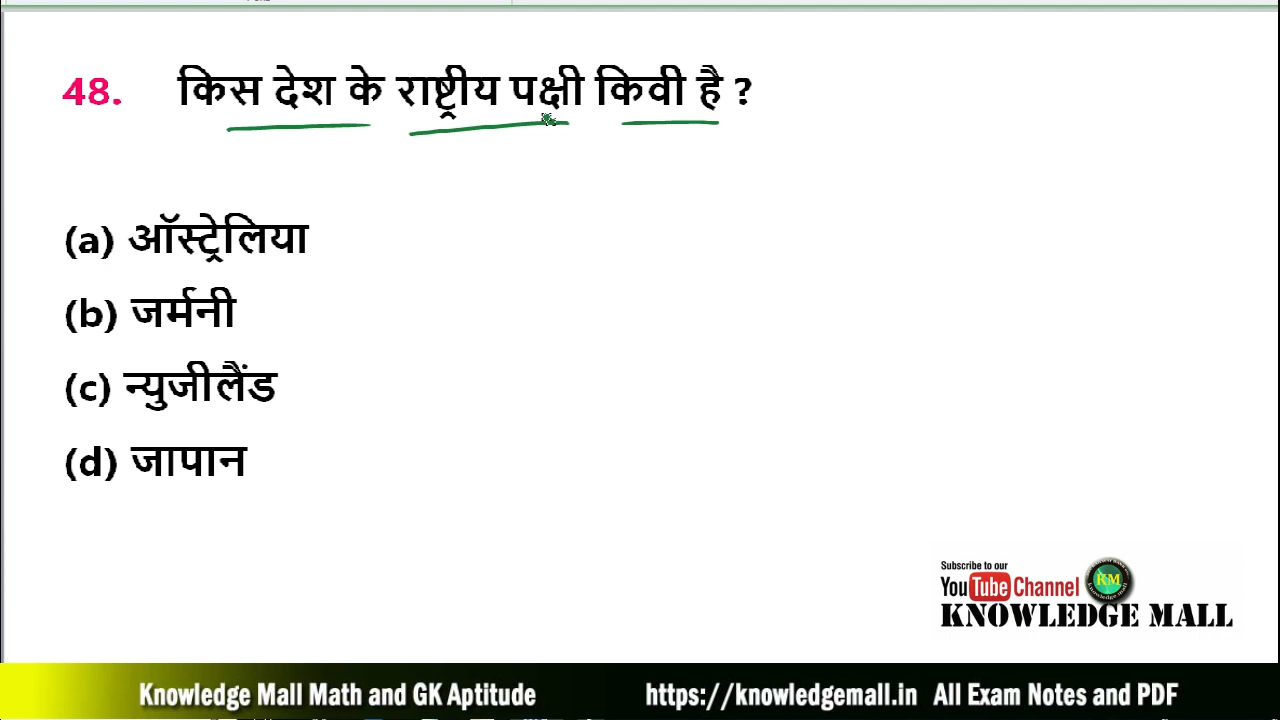 48. किस देश के राष्ट्रीय पक्षी किवी है ?
(a) ऑस्ट्रेलिया
(b) जर्मनी
(c) न्युजीलैंड
(d) जापान
Subscribe to our
YouTube Channel
KM
KNOWLEDGE MALL
Knowledge Mall Math and GK Aptitude https://knowledgemall.in All Exam Notes and PDF